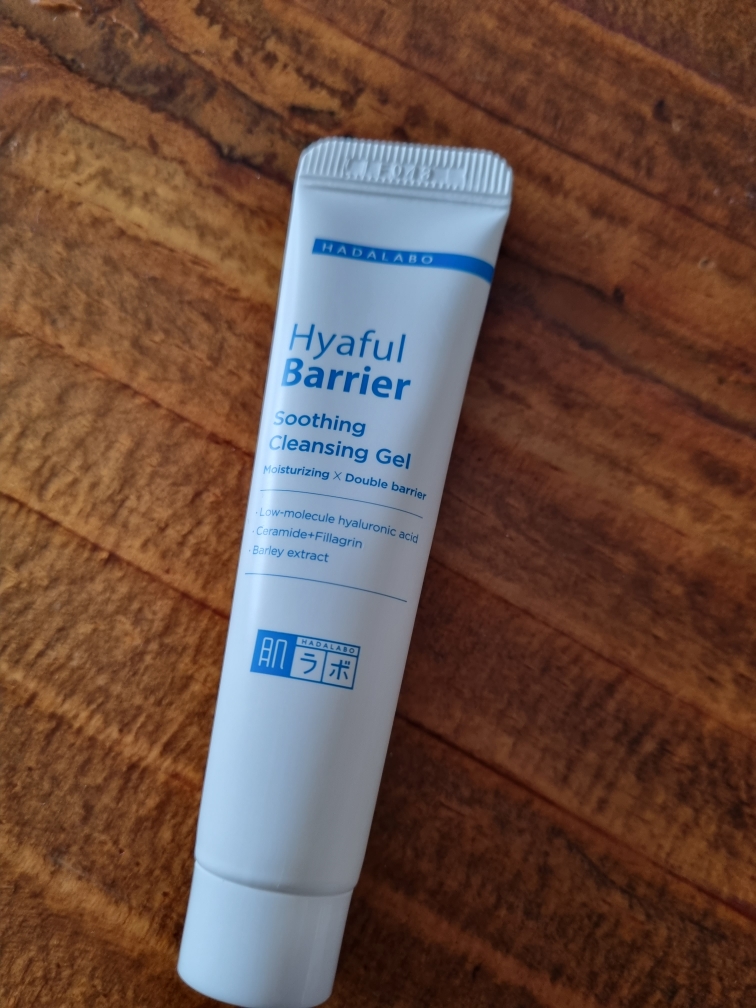 HADALABO
Hyaful
Barrier
Soothing
Cleansing Gel
Moisturizing X Double barrier
· Low-molecule hyaluronic acid
· Ceramide+Fillagrin
· Barley extract
HADALABO
肌ラボ